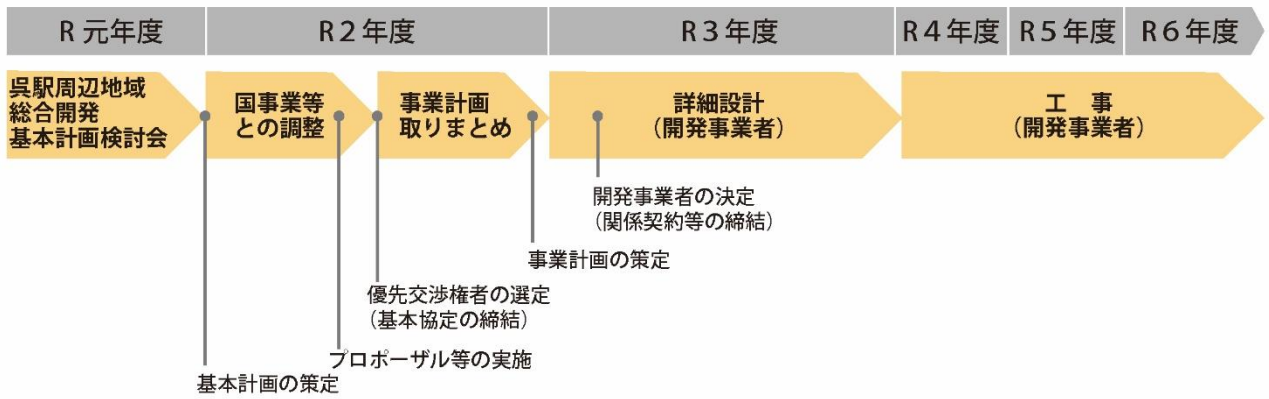 R 元年度
R２年度
R３年度
R４年度
R５年度
R６年度
呉駅周辺地域
総合開発
基本計画検討会
国事業等
との調整
事業計画
取りまとめ
詳細設計
（開発事業者）
工　事
（開発事業者）
開発事業者の決定
（関係契約等の締結）
事業計画の策定
優先交渉権者の選定
（基本協定の締結）
プロポーザル等の実施
基本計画の策定